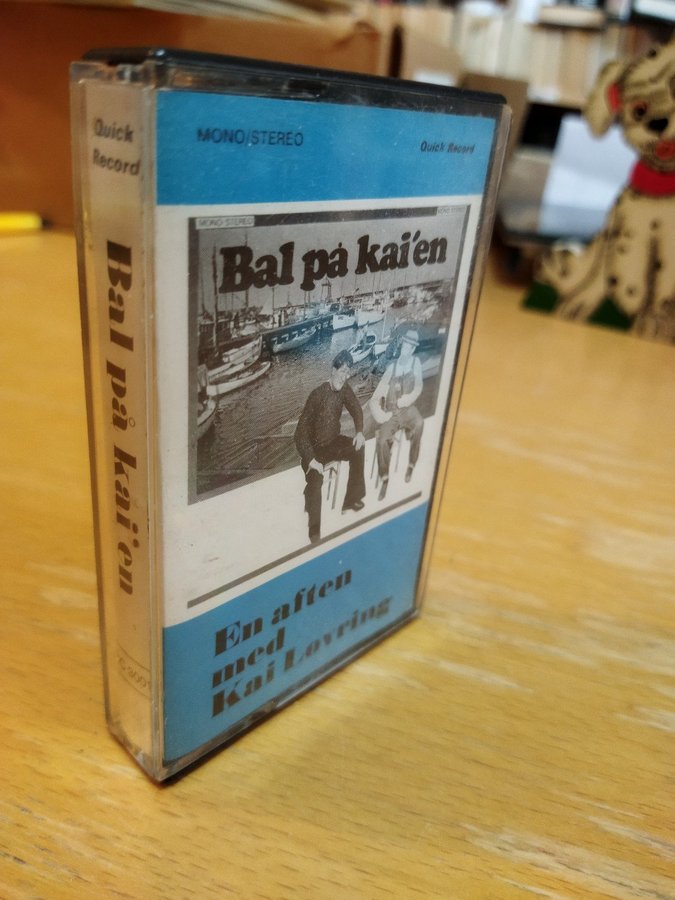 Quick
Record
Bal på kai'en
MONO/STEREO
Quick Record
MONO-STEREO
MONO-STEREO
Bal på kai'en
En aften
med
Kai Lovring